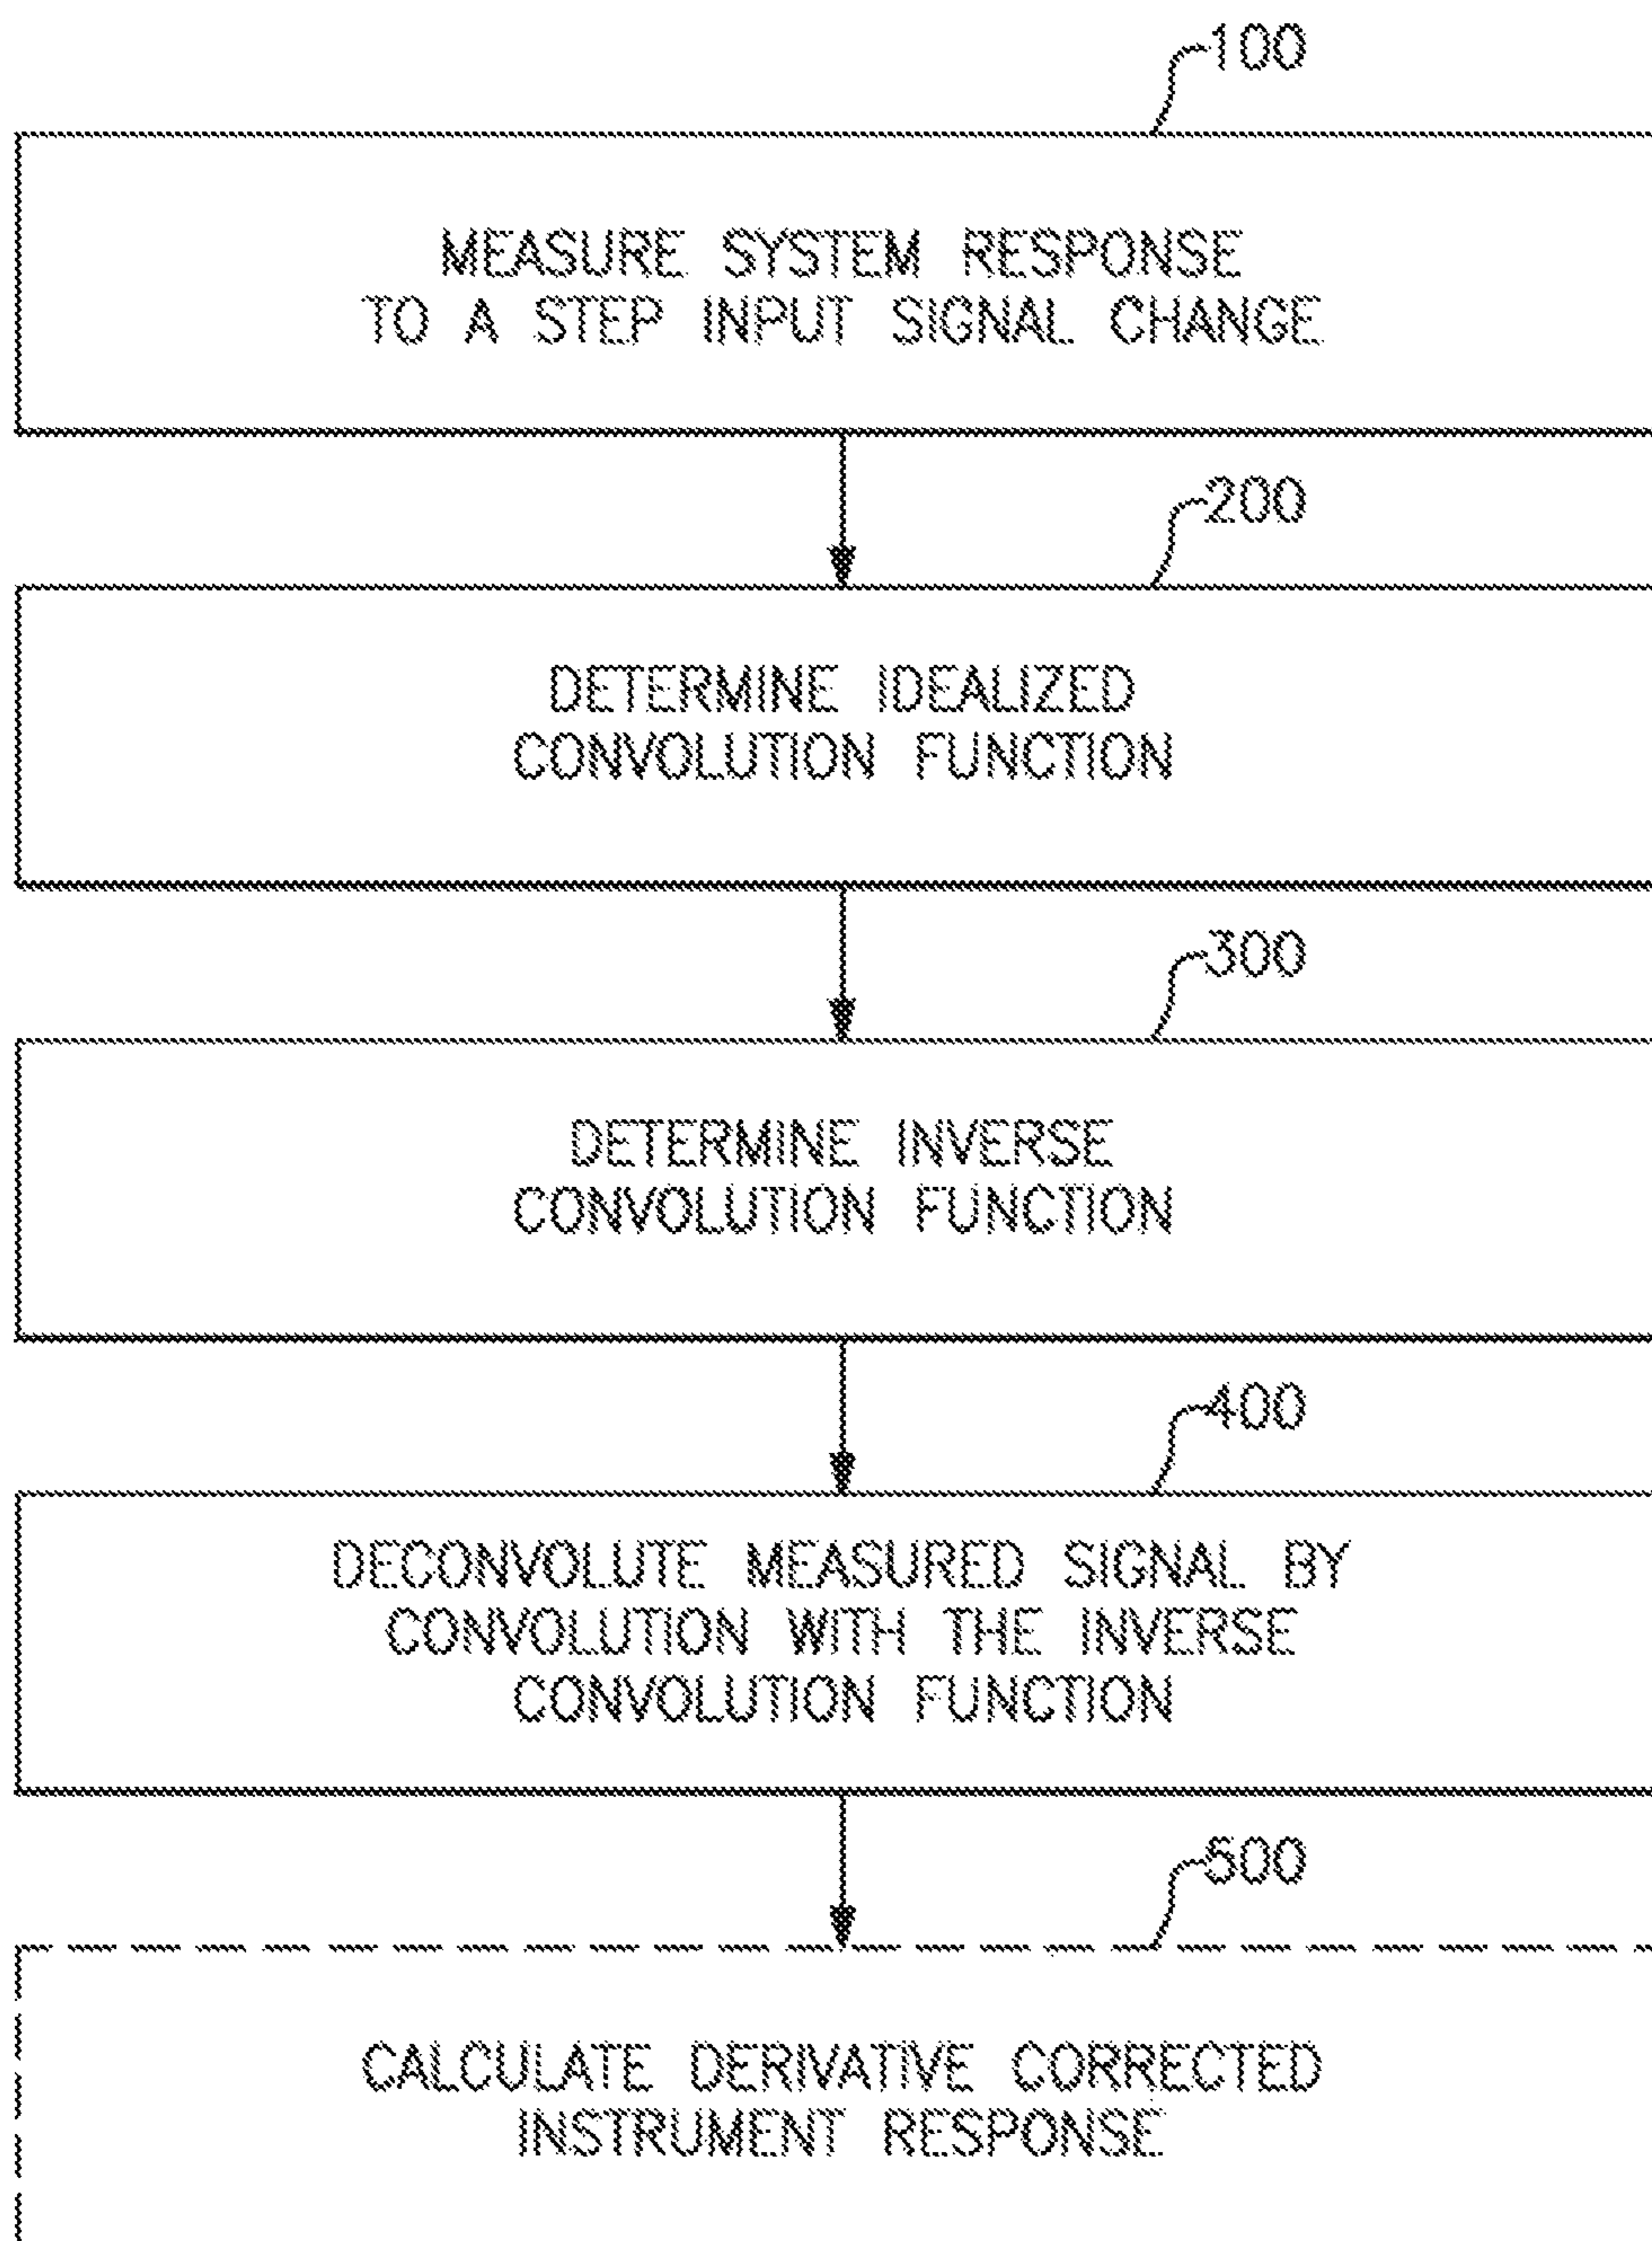 100
MEASURE SYSTEM RESPONSE
TO A STEP INPUT SIGNAL CHANGE
200
DETERMINE IDEALIZED
CONVOLUTION FUNCTION
300
DETERMINE INVERSE
CONVOLUTION FUNCTION
400
DECONVOLUTE MEASURED SIGNAL BY
CONVOLUTION WITH THE INVERSE
CONVOLUTION FUNCTION
500
CALCULATE DERIVATIVE CORRECTED
INSTRUMENT RESPONSE